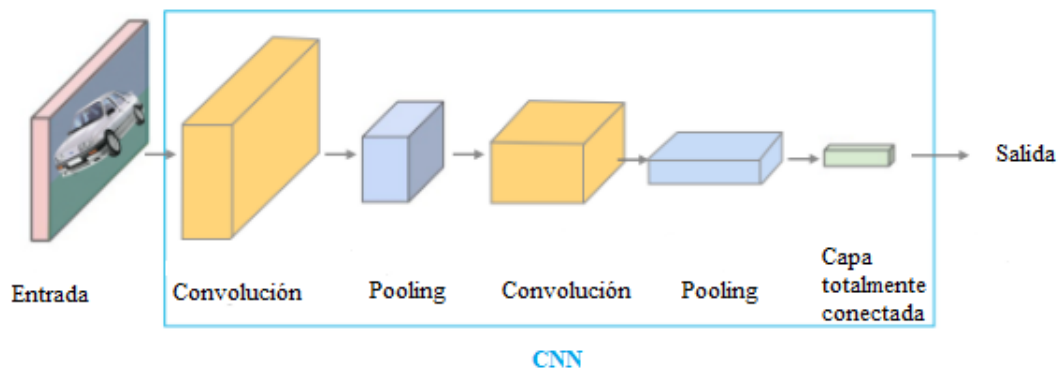 Entrada
Convolución
Pooling
Convolución
Pooling
Capa
totalmente
conectada
Salida
CNN